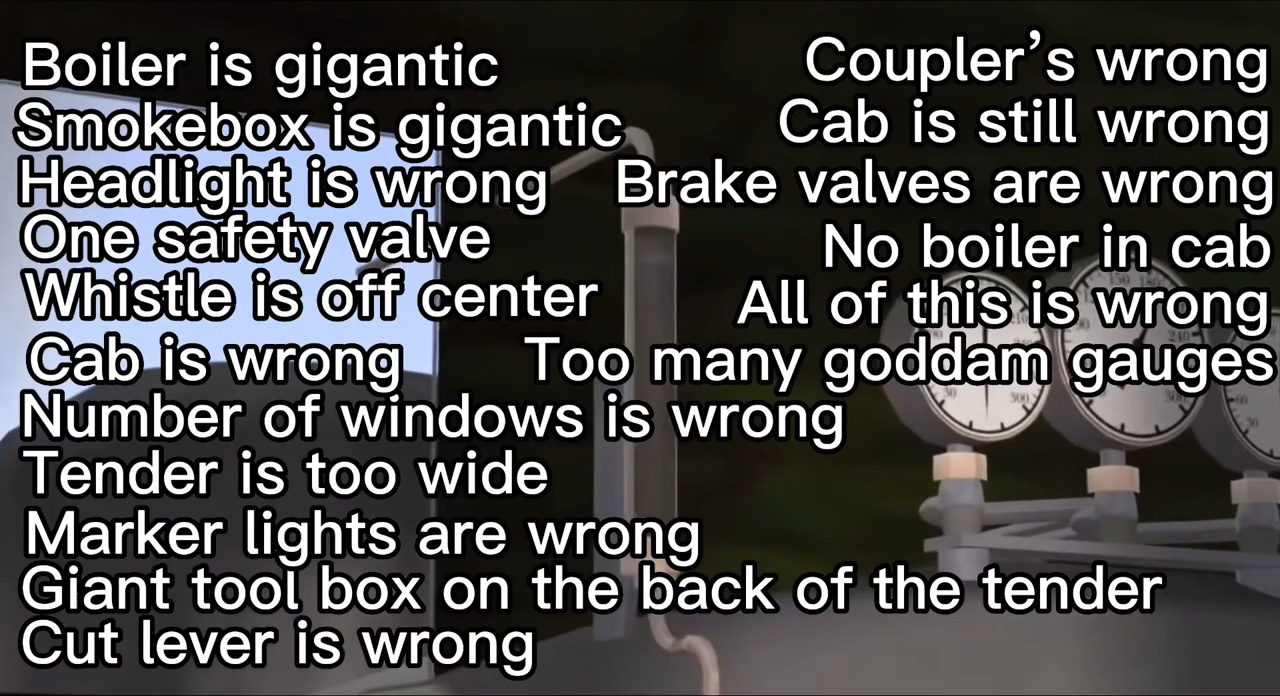 Boiler is gigantic
Smokebox is gigantic
Headlight is wrong
One safety valve
Whistle is off center
Cab is wrong
Number of windows is wrong
Tender is too wide
Marker lights are wrong
Giant tool box on the back of the tender
Cut lever is wrong
Coupler’s wrong
Cab is still wrong
Brake valves are wrong
No boiler in cab
All of this is wrong
Too many goddam gauges